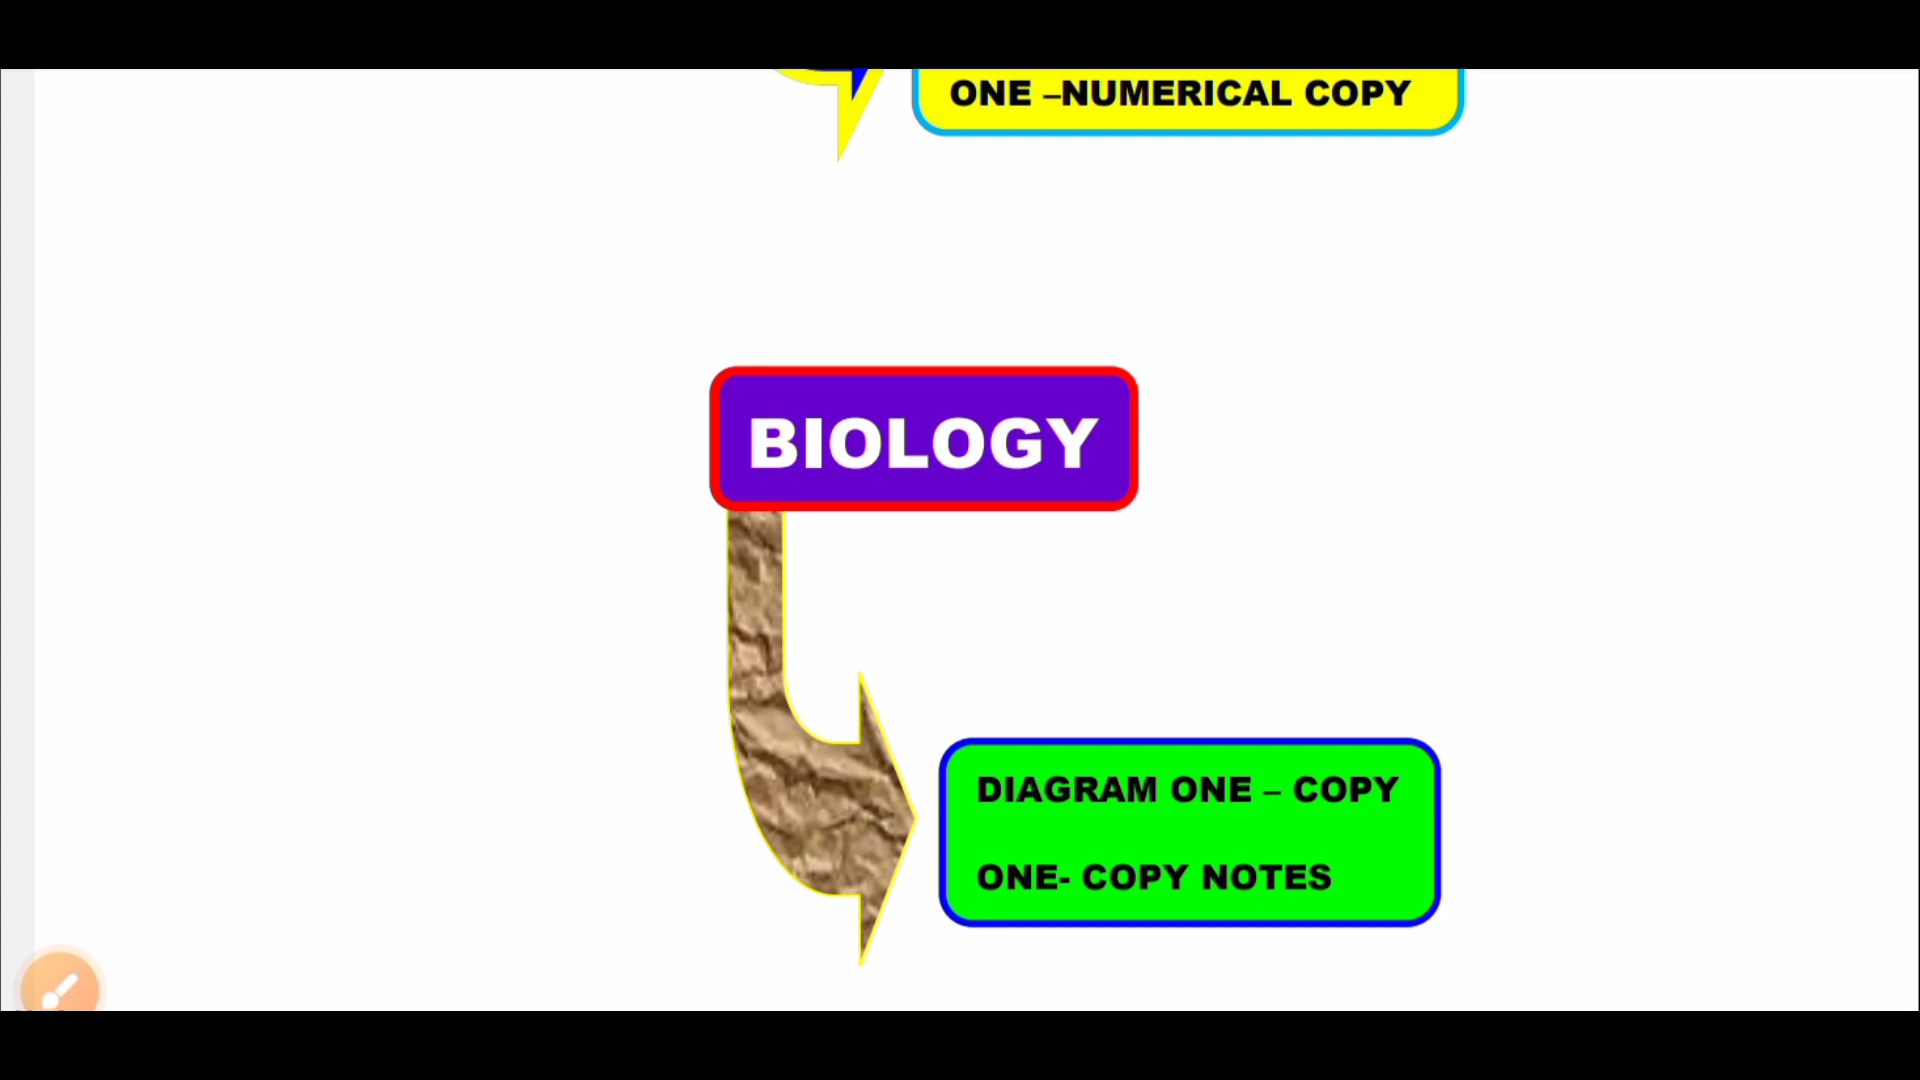 ONE –NUMERICAL COPY
BIOLOGY
DIAGRAM ONE – COPY
ONE- COPY NOTES